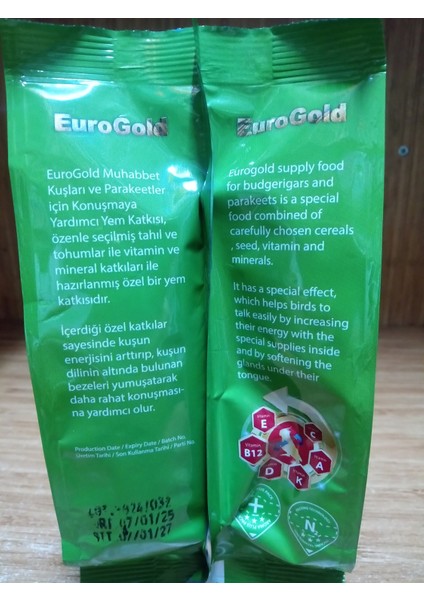 EuroGold
EuroGold Muhabbet
Kuşları ve Parakeetler
için Konuşmaya
Yardımcı Yem Katkısı,
özenle seçilmiş tahıl ve
tohumlar ile vitamin ve
mineral katkıları ile
hazırlanmış özel bir yem
katkısıdır.
İçerdiği özel katkılar
sayesinde kuşun
enerjisini arttırıp, kuşun
dilinin altında bulunan
bezeleri yumuşatarak
daha rahat konuşması-
na yardımcı olur.
Production Date / Expiry Date / Batch No.
Üretim Tarihi / Son Kullanma Tarihi / Parti No.
07/01/25
/01/27
EuroGold
Eurogold supply food
for budgerigars and
parakeets is a special
food combined of
carefully chosen cereals
, seed, vitamin and
minerals.
It has a special effect,
which helps birds to
talk easily by increasing
their energy with the
special supplies inside
and by softening the
glands under their
tongue.
E
C
B12
A
D
K
N